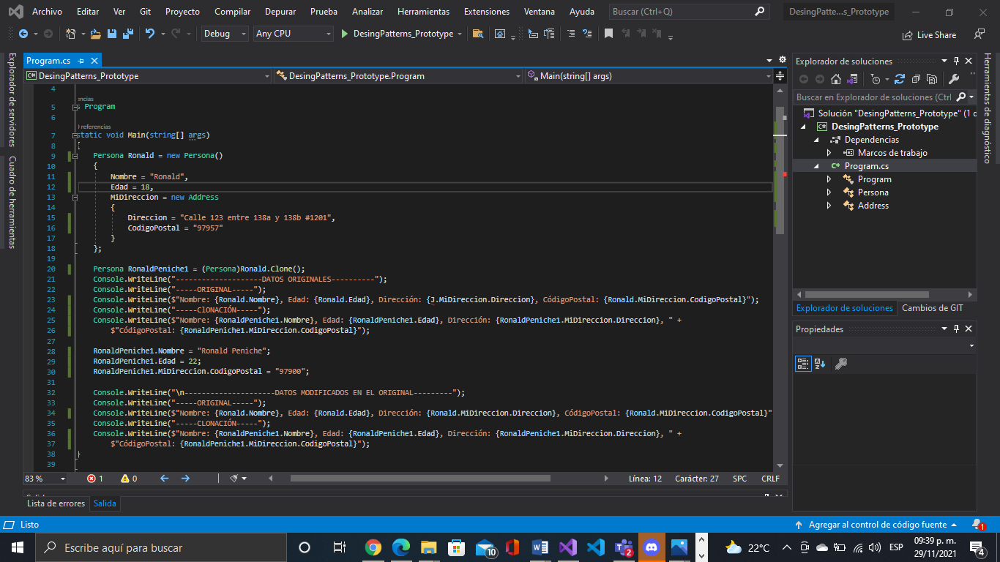 Archivo Editar Ver Git Proyecto Compilar Depurar Prueba Analizar Herramientas Extensiones Ventana Ayuda Buscar (Ctrl+Q) DesingPatte...s_Prototype
Debug Any CPU DesingPatterns_Prototype Live Share
Explorador de servidores
Cuadro de herramientas
Program.cs
DesingPatterns_Prototype DesingPatterns_Prototype.Program Main(string[] args)
4
encias
5 Program
6
referencias
7 static void Main(string[] args)
8 {
9 Persona Ronald = new Persona()
10 {
11 Nombre = "Ronald",
12 Edad = 18,
13 MiDireccion = new Address
14 {
15 Direccion = "Calle 123 entre 138a y 138b #1201",
16 CodigoPostal = "97957"
17 }
18 };
19
20 Persona RonaldPeniche1 = (Persona)Ronald.Clone();
21 Console.WriteLine("--------------------DATOS ORIGINALES----------");
22 Console.WriteLine("-----ORIGINAL-----");
23 Console.WriteLine($"Nombre: {Ronald.Nombre}, Edad: {Ronald.Edad}, Dirección: {J.MiDireccion.Direccion}, CódigoPostal: {Ronald.MiDireccion.CodigoPostal}");
24 Console.WriteLine("-----ClONACIÓN-----");
25 Console.WriteLine($"Nombre: {RonaldPeniche1.Nombre}, Edad: {RonaldPeniche1.Edad}, Dirección: {RonaldPeniche1.MiDireccion.Direccion}, " +
26 $"CódigoPostal: {RonaldPeniche1.MiDireccion.CodigoPostal}");
27
28 RonaldPeniche1.Nombre = "Ronald Peniche";
29 RonaldPeniche1.Edad = 22;
30 RonaldPeniche1.MiDireccion.CodigoPostal = "97900";
31
32 Console.WriteLine("\n---------------------DATOS MODIFICADOS EN EL ORIGINAL---------");
33 Console.WriteLine("-----ORIGINAL-----");
34 Console.WriteLine($"Nombre: {Ronald.Nombre}, Edad: {Ronald.Edad}, Dirección: {Ronald.MiDireccion.Direccion}, CódigoPostal: {Ronald.MiDireccion.CodigoPostal}"
35 Console.WriteLine("-----CLONACIÓN-----");
36 Console.WriteLine($"Nombre: {RonaldPeniche1.Nombre}, Edad: {RonaldPeniche1.Edad}, Dirección: {RonaldPeniche1.MiDireccion.Direccion}, " +
37 $"CódigoPostal: {RonaldPeniche1.MiDireccion.CodigoPostal}");
38 }
39
83 % 1 0 Línea: 12 Carácter: 27 SPC CRLF
Lista de errores Salida
Explorador de soluciones
Buscar en Explorador de soluciones (Ctrl
Solución "DesingPatterns_Prototype" (1 d
DesingPatterns_Prototype
Dependencias
Marcos de trabajo
Program.cs
Program
Persona
Address
Explorador de soluciones Cambios de GIT
Propiedades
Herramientas de diagnóstico
Listo Agregar al control de código fuente 1
Escribe aquí para buscar 10 2 22°C ESP 09:39 p. m. 4
29/11/2021